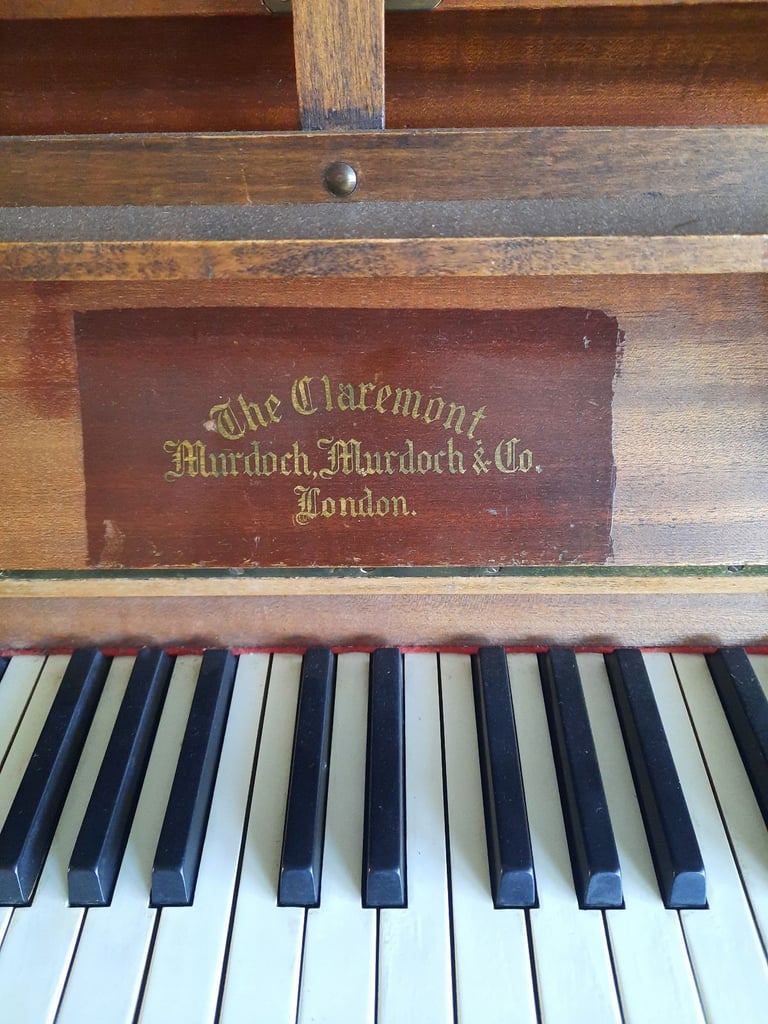 The Claremont
Murdoch, Murdoch & Co.
London.